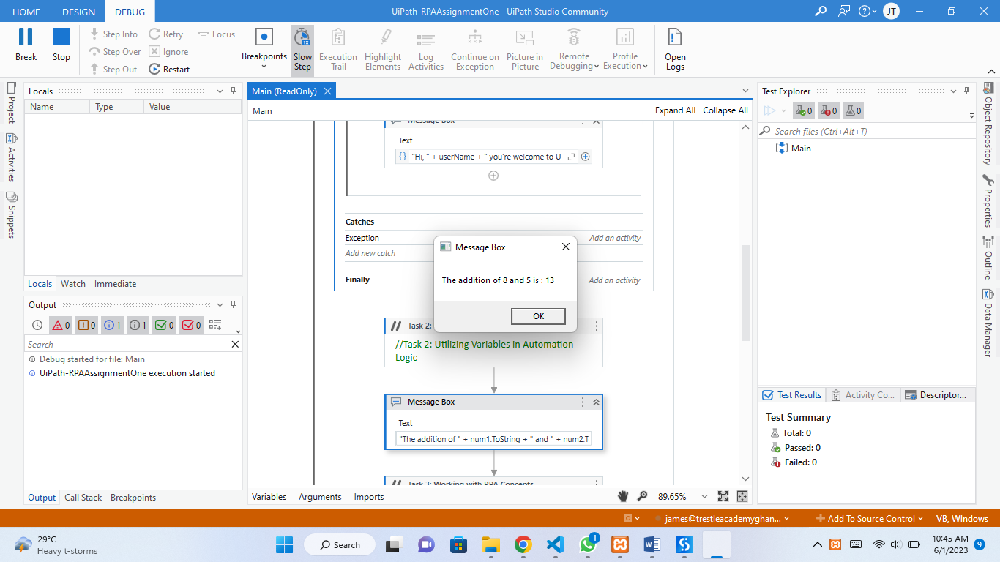 HOME DESIGN DEBUG UiPath-RPAAssignmentOne - UiPath Studio Community JT
Break
Stop
Step Into
Step Over
Step Out
Retry
Ignore
Restart
Focus
Breakpoints
1X
Slow
Step
Execution
Trail
Highlight
Elements
Log
Activities
Continue on
Exception
Picture in
Picture
Remote
Debugging
Profile
Execution
Open
Logs
Project
Activities
Snippets
Locals
Name Type Value
Locals Watch Immediate
Output
0 0 1 1 0 0
Search
Debug started for file: Main
UiPath-RPAAssignmentOne execution started
Output Call Stack Breakpoints
Main (ReadOnly)
Main Expand All Collapse All
Message Box
Text
"Hi, " + userName + " you're welcome to U
Catches
Exception Add an activity
Add new catch
Finally Add an activity
Message Box
The addition of 8 and 5 is : 13
OK
Task 2:
//Task 2: Utilizing Variables in Automation
Logic
Message Box
Text
"The addition of " + num1.ToString + " and " + num2.T
Task 3: Working with RPA Concepts
Variables Arguments Imports 89.65%
Test Explorer
0 0 0
Search files (Ctrl+Alt+T)
Main
Test Results Activity Co... Descriptor...
Test Summary
Total: 0
Passed: 0
Failed: 0
Object Repository
Properties
Outline
Data Manager
james@trestleacademyghan... Add To Source Control VB, Windows
29°C
Heavy t-storms
Search
1
10:45 AM
6/1/2023
9